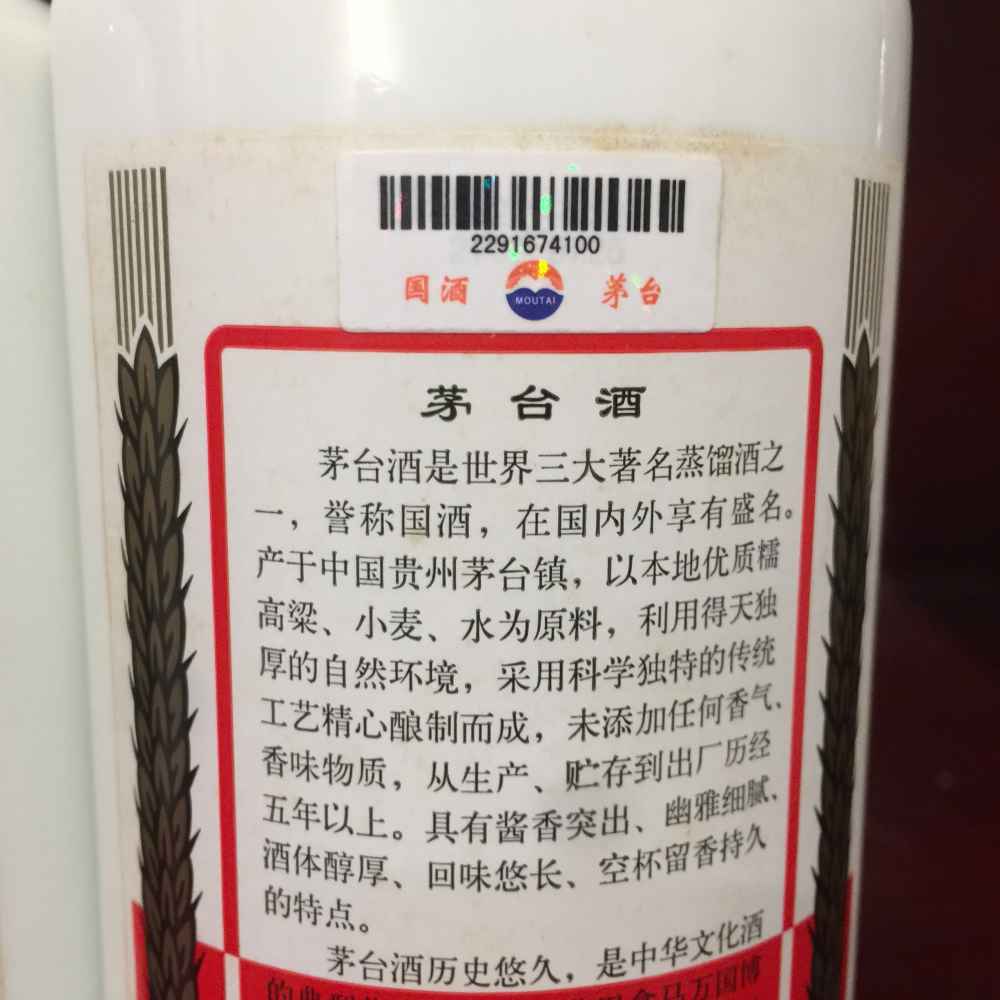 2291674100
国酒 MOUTAI 茅台
茅台酒
茅台酒是世界三大著名蒸馏酒之
一，誉称国酒，在国内外享有盛名。
产于中国贵州茅台镇，以本地优质糯
高粱、小麦、水为原料，利用得天独
厚的自然环境，采用科学独特的传统
工艺精心酿制而成，未添加任何香气、
香味物质，从生产、贮存到出厂历经
五年以上。具有酱香突出、幽雅细腻、
酒体醇厚、回味悠长、空杯留香持久
的特点。
茅台酒历史悠久，是中华文化酒
巴拿马万国博